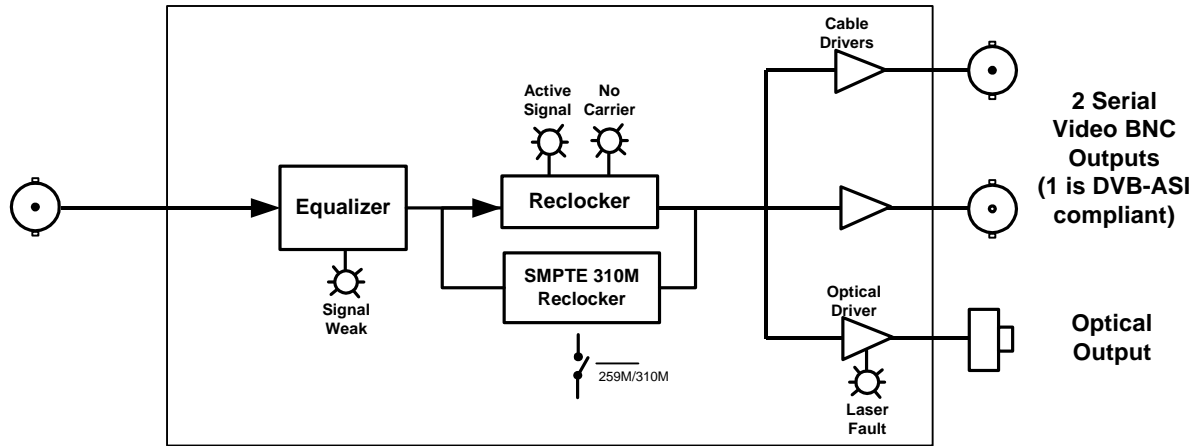 Cable
Drivers
Active
Signal
No
Carrier
2 Serial
Video BNC
Outputs
(1 is DVB-ASI
compliant)
Equalizer
Reclocker
SMPTE 310M
Reclocker
Signal
Weak
Optical
Driver
Optical
Output
259M/310M
Laser
Fault